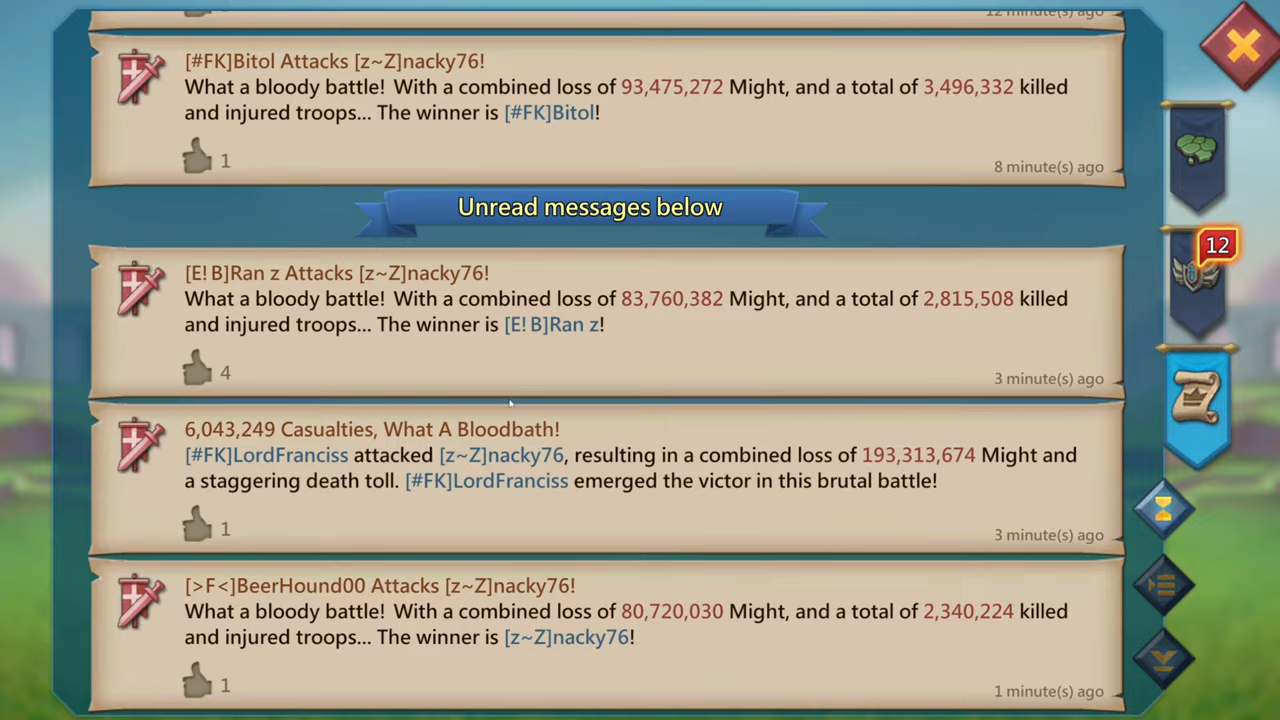 12 minute(s) ago
[#FK]Bitol Attacks [z~Z]nacky76!
What a bloody battle! With a combined loss of 93,475,272 Might, and a total of 3,496,332 killed
and injured troops... The winner is [#FK]Bitol!
1
8 minute(s) ago
Unread messages below
12
[E! B]Ran z Attacks [z~Z]nacky76!
What a bloody battle! With a combined loss of 83,760,382 Might, and a total of 2,815,508 killed
and injured troops... The winner is [E! B]Ran z!
4
3 minute(s) ago
6,043,249 Casualties, What A Bloodbath!
[#FK]LordFranciss attacked [z~Z]nacky76, resulting in a combined loss of 193,313,674 Might and
a staggering death toll. [#FK]LordFranciss emerged the victor in this brutal battle!
1
3 minute(s) ago
[>F<]BeerHound00 Attacks [z~Z]nacky76!
What a bloody battle! With a combined loss of 80,720,030 Might, and a total of 2,340,224 killed
and injured troops... The winner is [z~Z]nacky76!
1
1 minute(s) ago